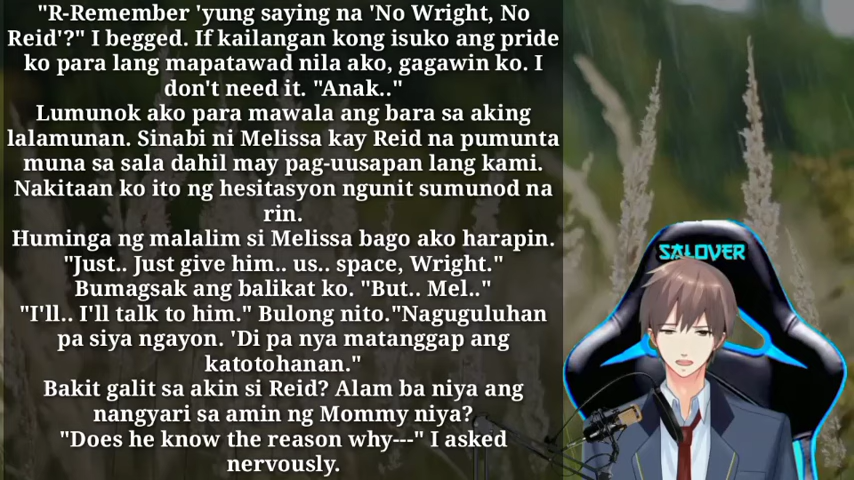 "R-Remember 'yung saying na 'No Wright, No
Reid'?" I begged. If kailangan kong isuko ang pride
ko para lang mapatawad nila ako, gagawin ko. I
don't need it. "Anak.."
Lumunok ako para mawala ang bara sa aking
lalamunan. Sinabi ni Melissa kay Reid na pumunta
muna sa sala dahil may pag-uusapan lang kami.
Nakitaan ko ito ng hesitasyon ngunit sumunod na
rin.
Huminga ng malalim si Melissa bago ako harapin.
"Just.. Just give him.. us.. space, Wright."
Bumagsak ang balikat ko. "But.. Mel.."
"I'll.. I'll talk to him." Bulong nito."Naguguluhan
pa siya ngayon. 'Di pa nya matanggap ang
katotohanan."
Bakit galit sa akin si Reid? Alam ba niya ang
nangyari sa amin ng Mommy niya?
"Does he know the reason why---" I asked
nervously.
SALOVER